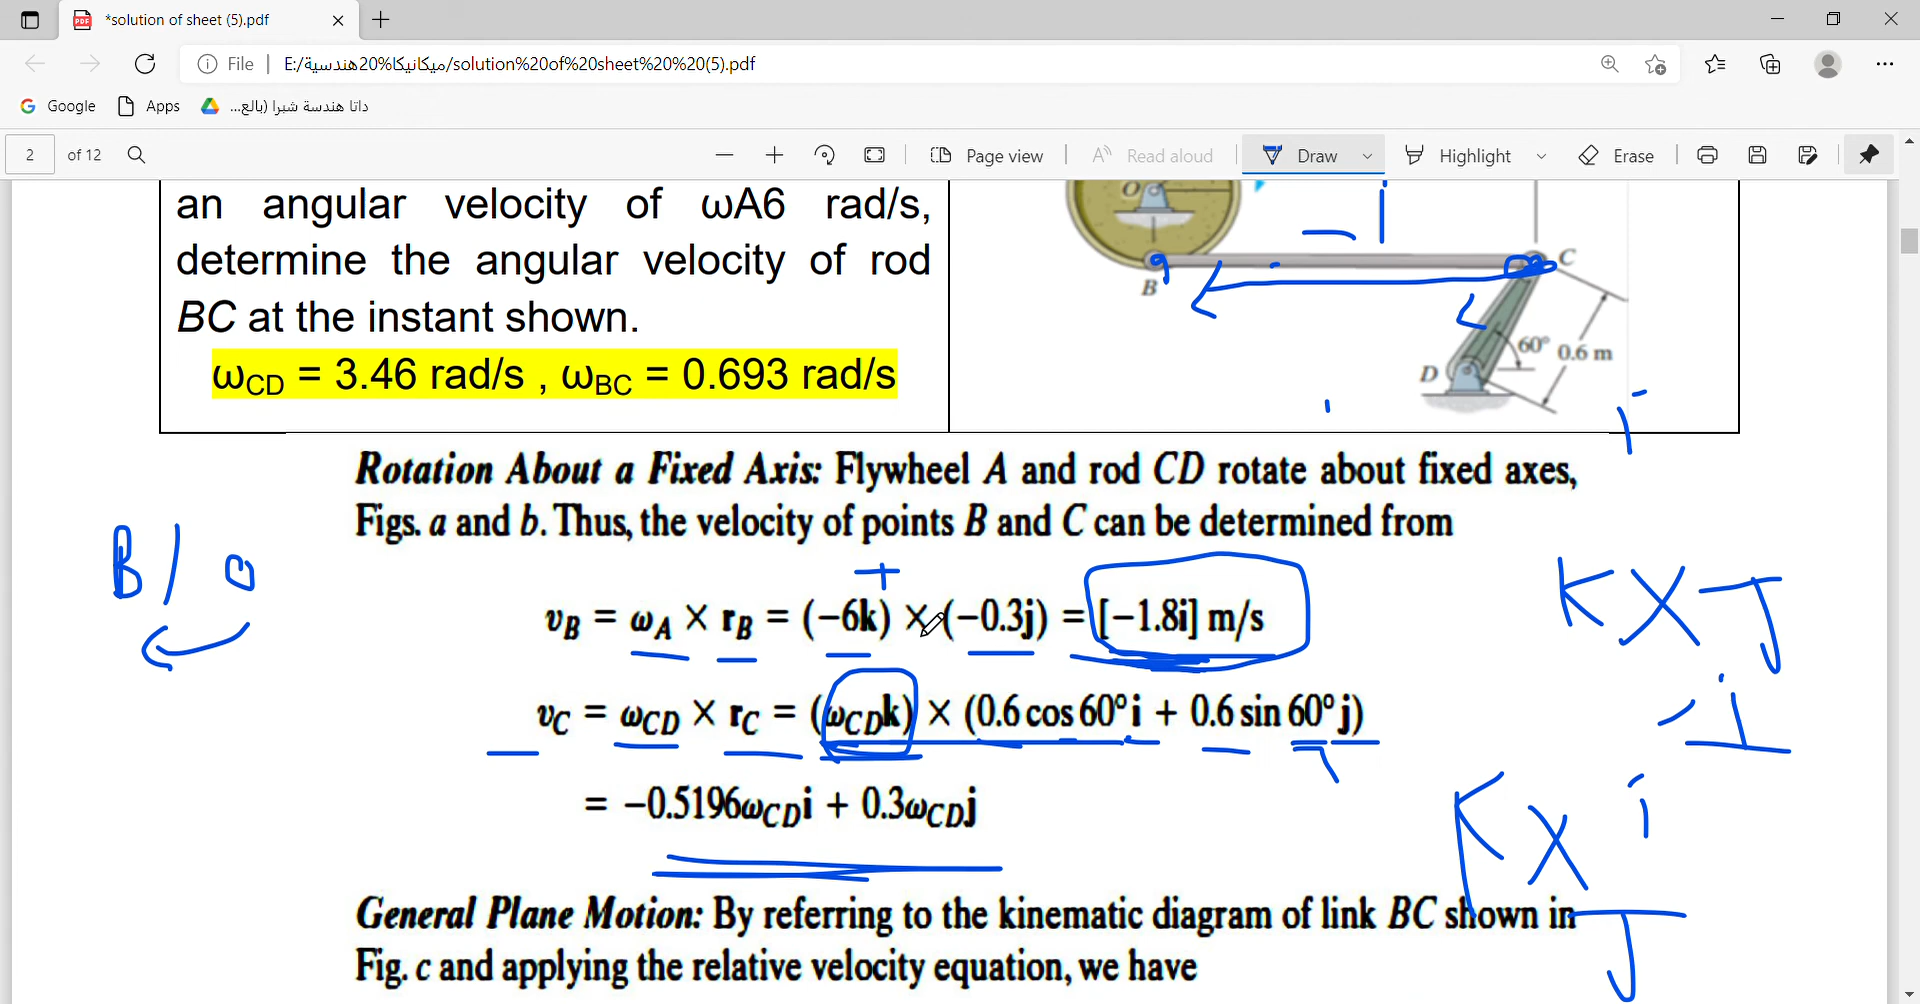 *solution of sheet (5).pdf
File | E:/ميكانيكا%20هندسية/solution%20of%20sheet%20%20(5).pdf
Google Apps داتا هندسة شبرا (بالع...
2 of 12 Page view Read aloud Draw Highlight Erase
an angular velocity of ωA6 rad/s,
determine the angular velocity of rod
BC at the instant shown.
ωCD = 3.46 rad/s , ωBC = 0.693 rad/s
O
- i
B
C
60°
0.6 m
D
i
Rotation About a Fixed Axis: Flywheel A and rod CD rotate about fixed axes,
Figs. a and b. Thus, the velocity of points B and C can be determined from
B / O
+
K X J
vB = ωA × rB = (−6k) × (−0.3j) = [−1.8i] m/s
- i
vC = ωCD × rC = (ωCDk) × (0.6 cos 60° i + 0.6 sin 60° j)
= −0.5196ωCDi + 0.3ωCDj
K X i
J
General Plane Motion: By referring to the kinematic diagram of link BC shown in
Fig. c and applying the relative velocity equation, we have